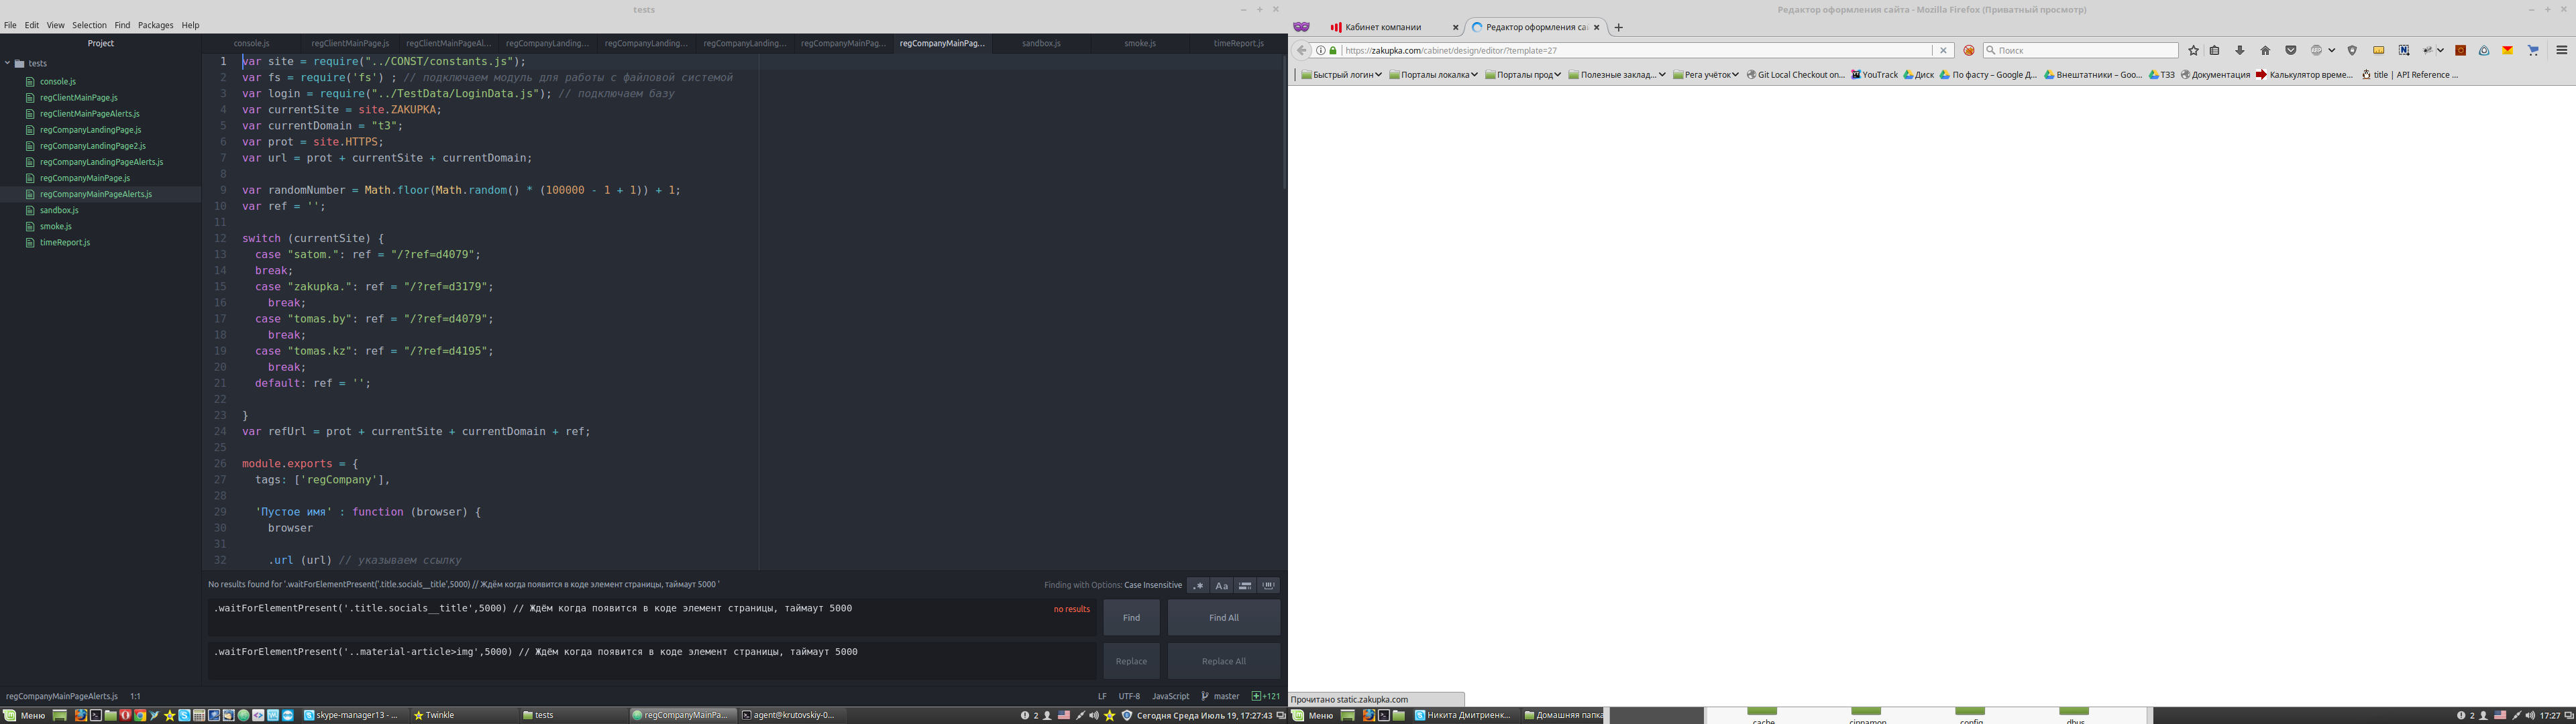 tests
File Edit View Selection Find Packages Help
Project
tests
console.js
regClientMainPage.js
regClientMainPageAlerts.js
regCompanyLandingPage.js
regCompanyLandingPage2.js
regCompanyLandingPageAlerts.js
regCompanyMainPage.js
regCompanyMainPageAlerts.js
sandbox.js
smoke.js
timeReport.js
console.js regClientMainPage.js regClientMainPageAl... regCompanyLanding... regCompanyLanding... regCompanyLanding... regCompanyMainPag... regCompanyMainPag... sandbox.js smoke.js timeReport.js
1 var site = require("../CONST/constants.js");
2 var fs = require('fs') ; // подключаем модуль для работы с файловой системой
3 var login = require("../TestData/LoginData.js"); // подключаем базу
4 var currentSite = site.ZAKUPKA;
5 var currentDomain = "t3";
6 var prot = site.HTTPS;
7 var url = prot + currentSite + currentDomain;
8
9 var randomNumber = Math.floor(Math.random() * (100000 - 1 + 1)) + 1;
10 var ref = '';
11
12 switch (currentSite) {
13 case "satom.": ref = "/?ref=d4079";
14 break;
15 case "zakupka.": ref = "/?ref=d3179";
16 break;
17 case "tomas.by": ref = "/?ref=d4079";
18 break;
19 case "tomas.kz": ref = "/?ref=d4195";
20 break;
21 default: ref = '';
22
23 }
24 var refUrl = prot + currentSite + currentDomain + ref;
25
26 module.exports = {
27 tags: ['regCompany'],
28
29 'Пустое имя' : function (browser) {
30 browser
31
32 .url (url) // указываем ссылку
No results found for '.waitForElementPresent('.title.socials__title',5000) // Ждём когда появится в коде элемент страницы, таймаут 5000 '
Finding with Options: Case Insensitive .* Aa
.waitForElementPresent('.title.socials__title',5000) // Ждём когда появится в коде элемент страницы, таймаут 5000
no results Find Find All
.waitForElementPresent('..material-article>img',5000) // Ждём когда появится в коде элемент страницы, таймаут 5000
Replace Replace All
regCompanyMainPageAlerts.js 1:1
LF UTF-8 JavaScript master +121
Меню skype-manager13 - ... Twinkle tests regCompanyMainPa... agent@krutovskiy-0... 2 Сегодня Среда Июль 19, 17:27:43
Редактор оформления сайта - Mozilla Firefox (Приватный просмотр)
Кабинет компании Редактор оформления са
https://zakupka.com/cabinet/design/editor/?template=27
Поиск
Быстрый логин Порталы локалка Порталы прод Полезные заклад... Рега учёток Git Local Checkout on... YouTrack Диск По фасту – Google Д... Внештатники – Goo... ТЗЗ Документация Калькулятор време... title | API Reference ...
Прочитано static.zakupka.com
Меню Никита Дмитриенк... Домашняя папка
cache cinnamon config dbus
2 17:27